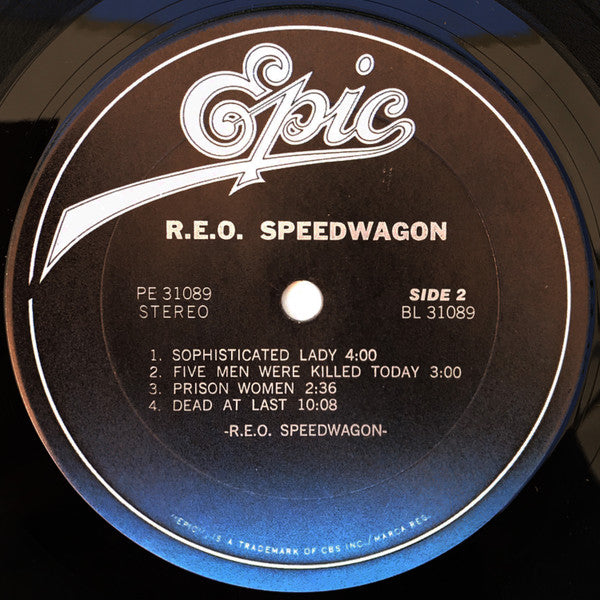 Epic
R.E.O. SPEEDWAGON
PE 31089
STEREO
SIDE 2
BL 31089
1. SOPHISTICATED LADY 4:00
2. FIVE MEN WERE KILLED TODAY 3:00
3. PRISON WOMEN 2:36
4. DEAD AT LAST 10:08
-R.E.O. SPEEDWAGON-
"EPIC", IS A TRADEMARK OF CBS INC./MARCA REG.